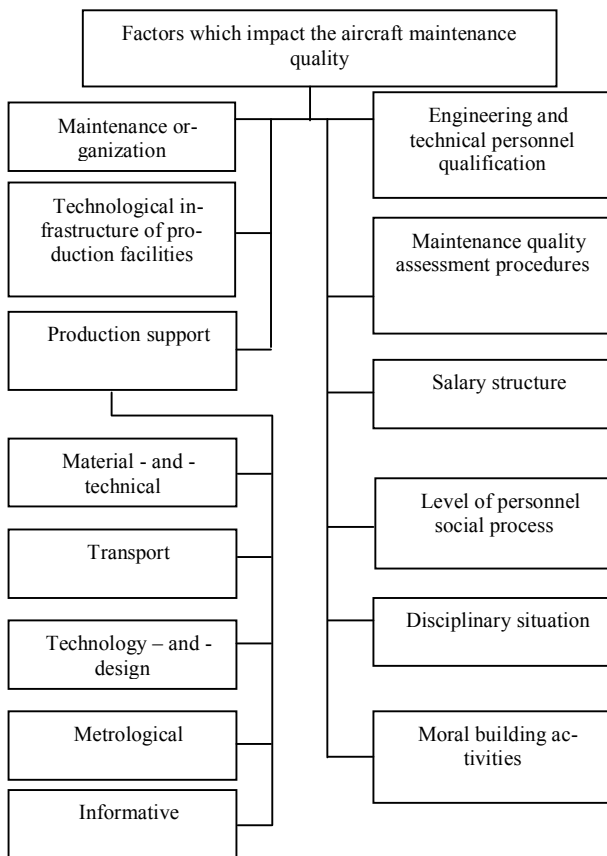 Factors which impact the aircraft maintenance
quality
Maintenance or-
ganization
Technological in-
frastructure of pro-
duction facilities
Production support
Material - and -
technical
Transport
Technology – and -
design
Metrological
Informative
Engineering and
technical personnel
qualification
Maintenance quality
assessment procedures
Salary structure
Level of personnel
social process
Disciplinary situation
Moral building ac-
tivities